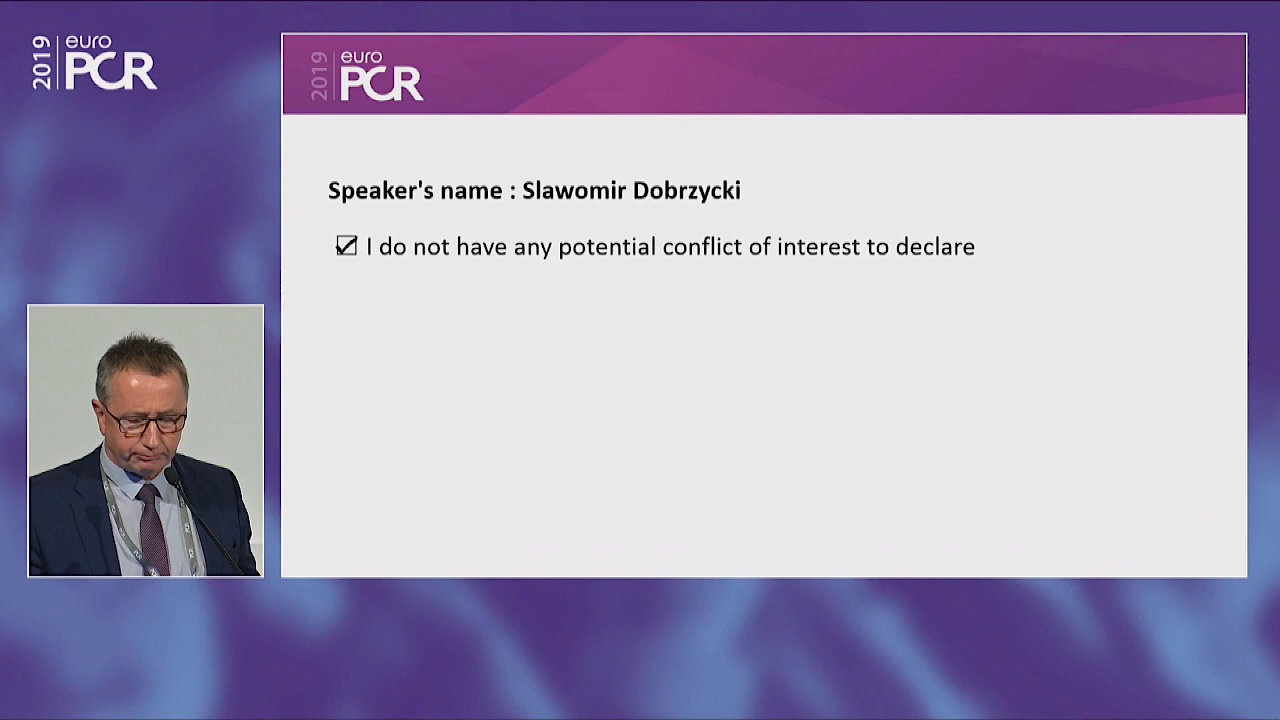 2019 euro PCR
2019 euro PCR
Speaker's name : Slawomir Dobrzycki
I do not have any potential conflict of interest to declare